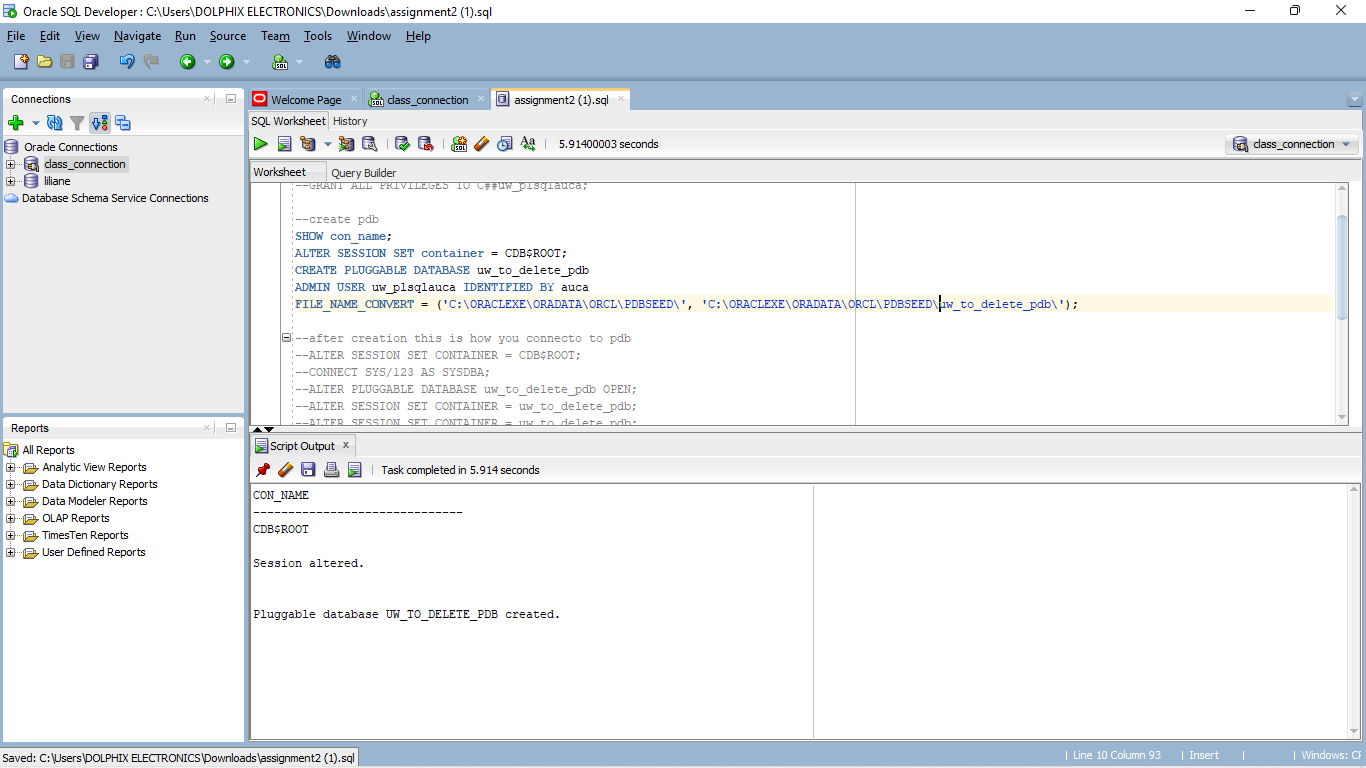 Oracle SQL Developer : C:\Users\DOLPHIX ELECTRONICS\Downloads\assignment2 (1).sql
File Edit View Navigate Run Source Team Tools Window Help
Connections
Oracle Connections
class_connection
liliane
Database Schema Service Connections
Reports
All Reports
Analytic View Reports
Data Dictionary Reports
Data Modeler Reports
OLAP Reports
TimesTen Reports
User Defined Reports
Welcome Page
class_connection
assignment2 (1).sql
SQL Worksheet History
5.91400003 seconds
class_connection
Worksheet Query Builder
--GRANT ALL PRIVILEGES TO C##uw_plsqlauca;
--create pdb
SHOW con_name;
ALTER SESSION SET container = CDB$ROOT;
CREATE PLUGGABLE DATABASE uw_to_delete_pdb
ADMIN USER uw_plsqlauca IDENTIFIED BY auca
FILE_NAME_CONVERT = ('C:\ORACLEXE\ORADATA\ORCL\PDBSEED\', 'C:\ORACLEXE\ORADATA\ORCL\PDBSEED\uw_to_delete_pdb\');
--after creation this is how you connecto to pdb
--ALTER SESSION SET CONTAINER = CDB$ROOT;
--CONNECT SYS/123 AS SYSDBA;
--ALTER PLUGGABLE DATABASE uw_to_delete_pdb OPEN;
--ALTER SESSION SET CONTAINER = uw_to_delete_pdb;
--ALTER SESSION SET CONTAINER = uw_to_delete_pdb;
Script Output
Task completed in 5.914 seconds
CON_NAME
------------------------------
CDB$ROOT
Session altered.
Pluggable database UW_TO_DELETE_PDB created.
Saved: C:\Users\DOLPHIX ELECTRONICS\Downloads\assignment2 (1).sql
Line 10 Column 93 Insert Windows: CF